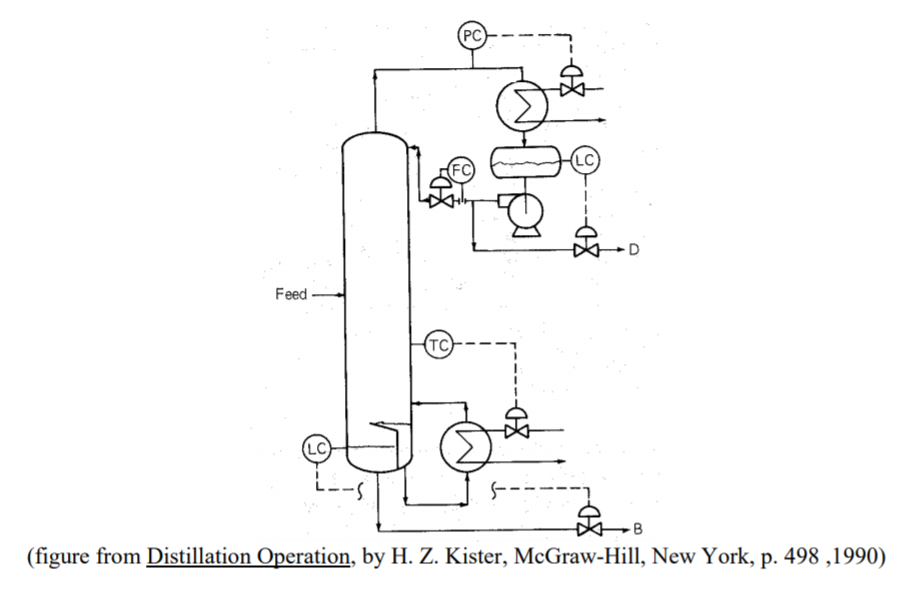 PC
LC
FC
D
Feed
TC
LC
B
(figure from Distillation Operation, by H. Z. Kister, McGraw-Hill, New York, p. 498 ,1990)